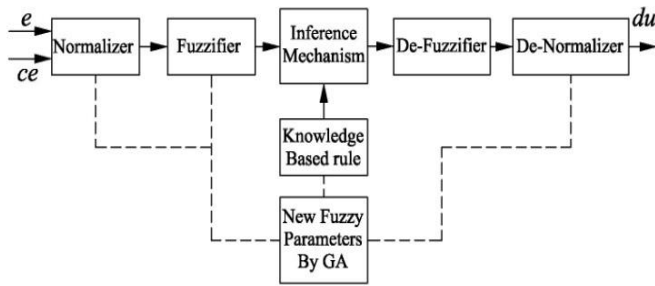 e
ce
Normalizer
Fuzzifier
Inference
Mechanism
De-Fuzzifier
De-Normalizer
du
Knowledge
Based rule
New Fuzzy
Parameters
By GA